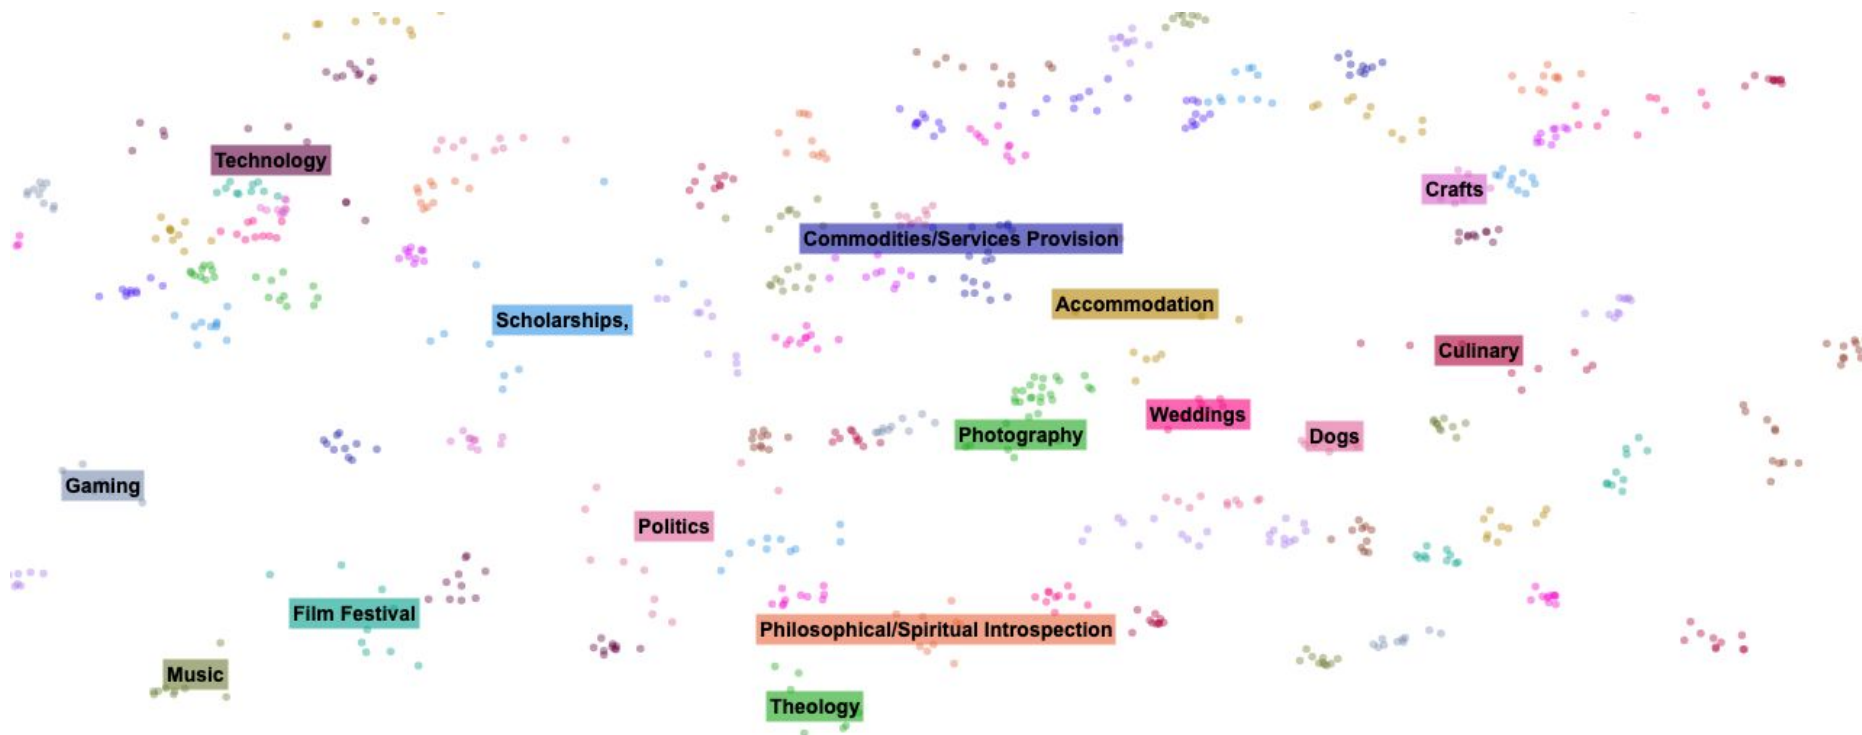 Technology
Crafts
Commodities/Services Provision
Accommodation
Scholarships,
Culinary
Weddings
Photography
Dogs
Gaming
Politics
Film Festival
Philosophical/Spiritual Introspection
Music
Theology